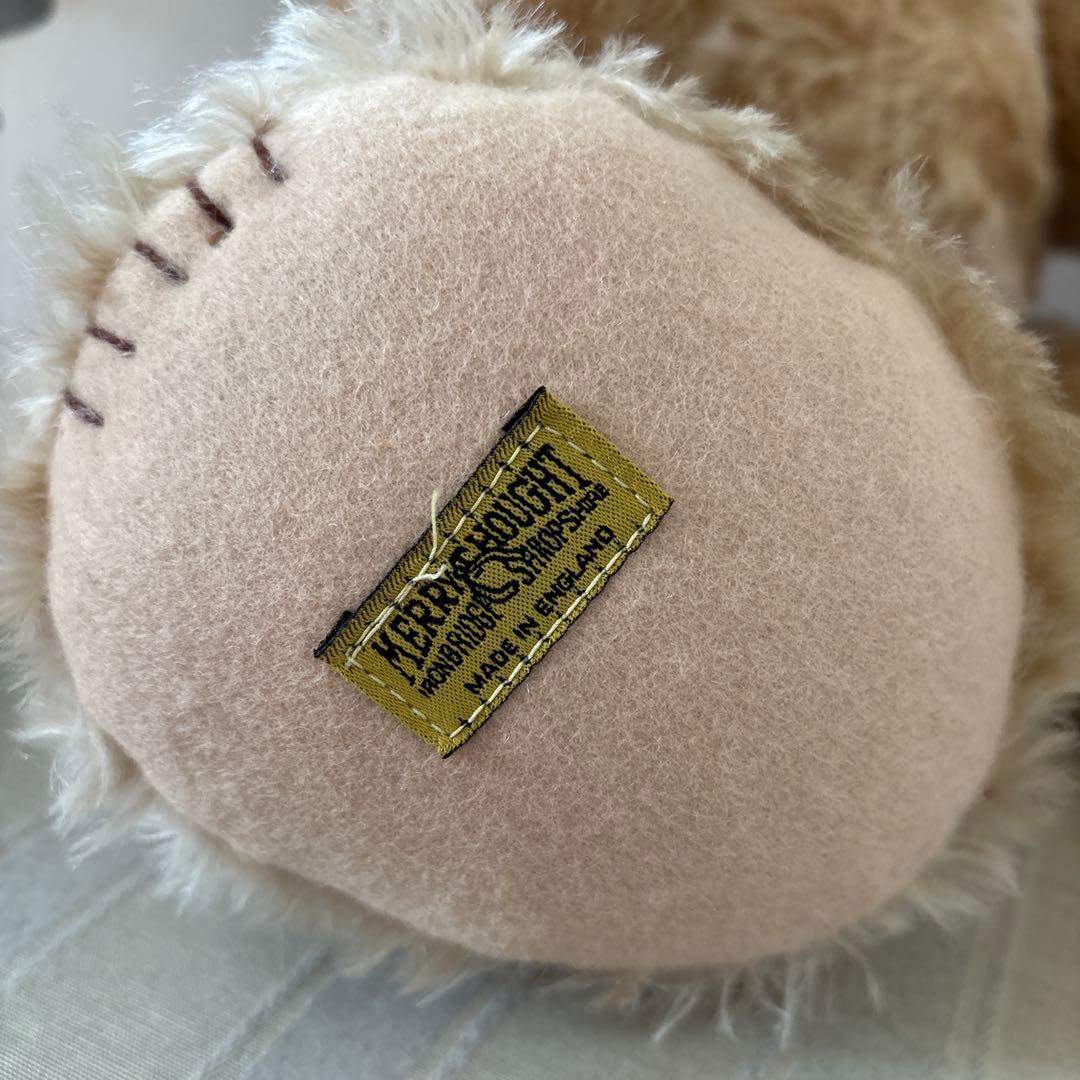 MERRYTHOUGHT
IRONBRIDGE SHROPSHIRE
MADE IN ENGLAND